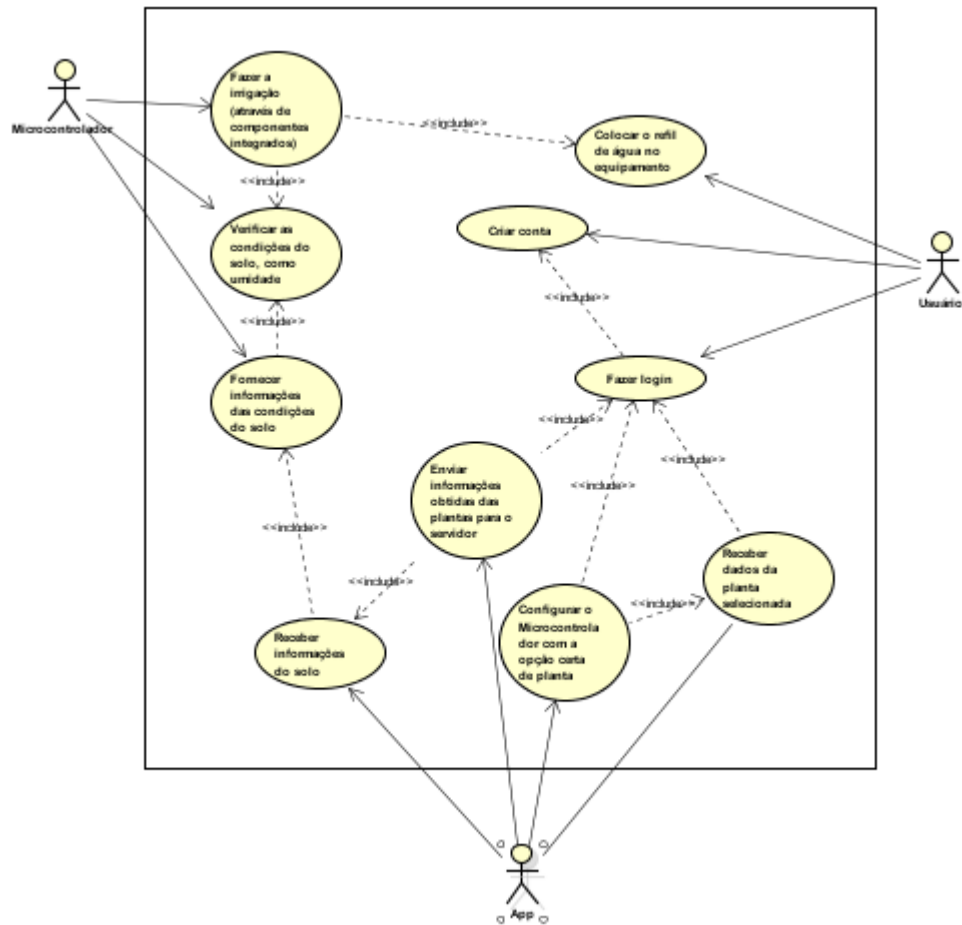 Microcontrolador
Fazer a
irrigação
(através de
componentes
integrados)
<<include>>
Colocar o refil
de água no
equipamento
<<include>>
Verificar as
condições do
solo, como
umidade
Criar conta
Usuário
<<include>>
<<include>>
Fornecer
informações
das condições
do solo
Fazer login
<<include>>
<<include>>
<<include>>
Enviar
informações
obtidas das
plantas para o
servidor
<<include>>
<<include>>
Receber
dados da
planta
selecionada
<<include>>
Configurar o
Microcontrola
dor com a
opção certa
de planta
Receber
informações
do solo
App